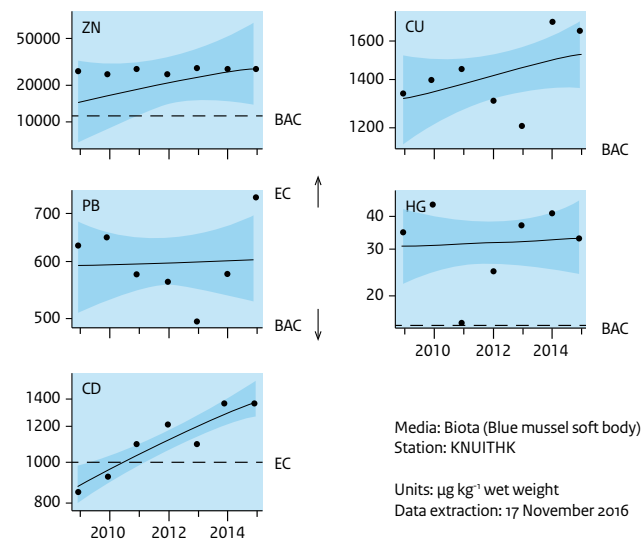 ZN
50000
20000
10000
BAC
CU
1600
1400
1200
BAC
EC
PB
700
600
500
BAC
HG
40
30
20
BAC
2010 2012 2014
CD
1400
1200
1000
800
EC
2010 2012 2014
Media: Biota (Blue mussel soft body)
Station: KNUITHK
Units: µg kg⁻¹ wet weight
Data extraction: 17 November 2016